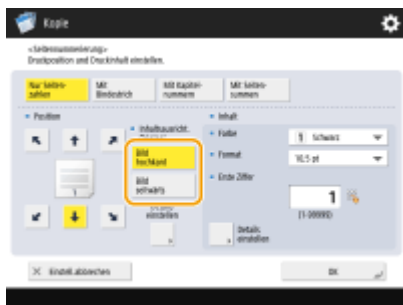 Kopie
<Seitennummerierung>
Druckposition und Druckinhalt einstellen.
Nur Seiten-
zahlen
Mit
Bindestrich
Mit Kapitel-
nummern
Mit Seiten-
summen
Position
Inhaltsausricht.
Bild
hochkant
Bild
seitwärts
einstellen
Inhalt
Farbe
1 Schwarz
Format
10,5 pt
Erste Ziffer
1
(1-99999)
Details
einstellen
Einstell. abbrechen
OK